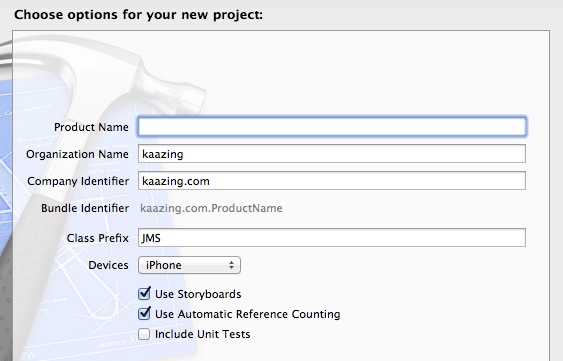 Choose options for your new project:
Product Name
Organization Name kaazing
Company Identifier kaazing.com
Bundle Identifier kaazing.com.ProductName
Class Prefix JMS
Devices iPhone
Use Storyboards
Use Automatic Reference Counting
Include Unit Tests